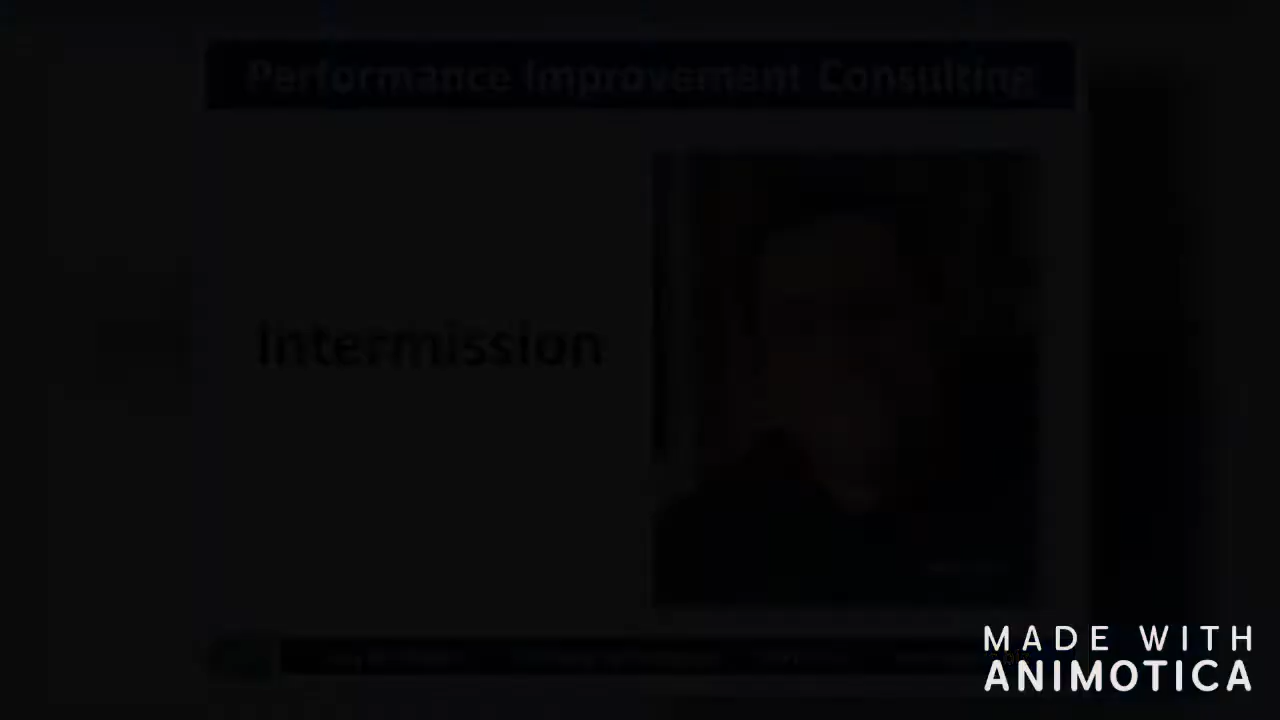 Performance Improvement Consulting
Intermission
MADE WITH
ANIMOTICA